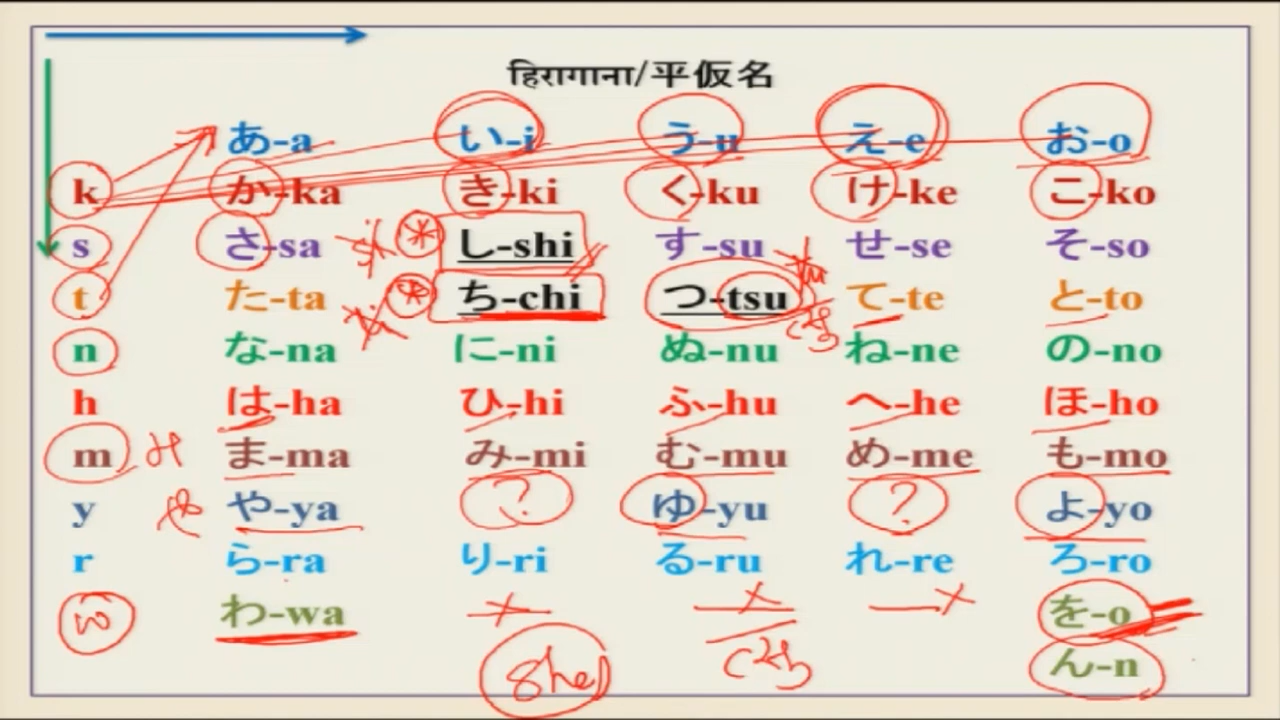 हिरागाना/平仮名
あ-a い-i う-u え-e お-o
k か-ka き-ki く-ku け-ke こ-ko
s さ-sa し-shi す-su せ-se そ-so
t た-ta ち-chi つ-tsu て-te と-to
n な-na に-ni ぬ-nu ね-ne の-no
h は-ha ひ-hi ふ-hu へ-he ほ-ho
m ま-ma み-mi む-mu め-me も-mo
y や-ya ? ゆ-yu ? よ-yo
r ら-ra り-ri る-ru れ-re ろ-ro
w わ-wa を-o
ん-n